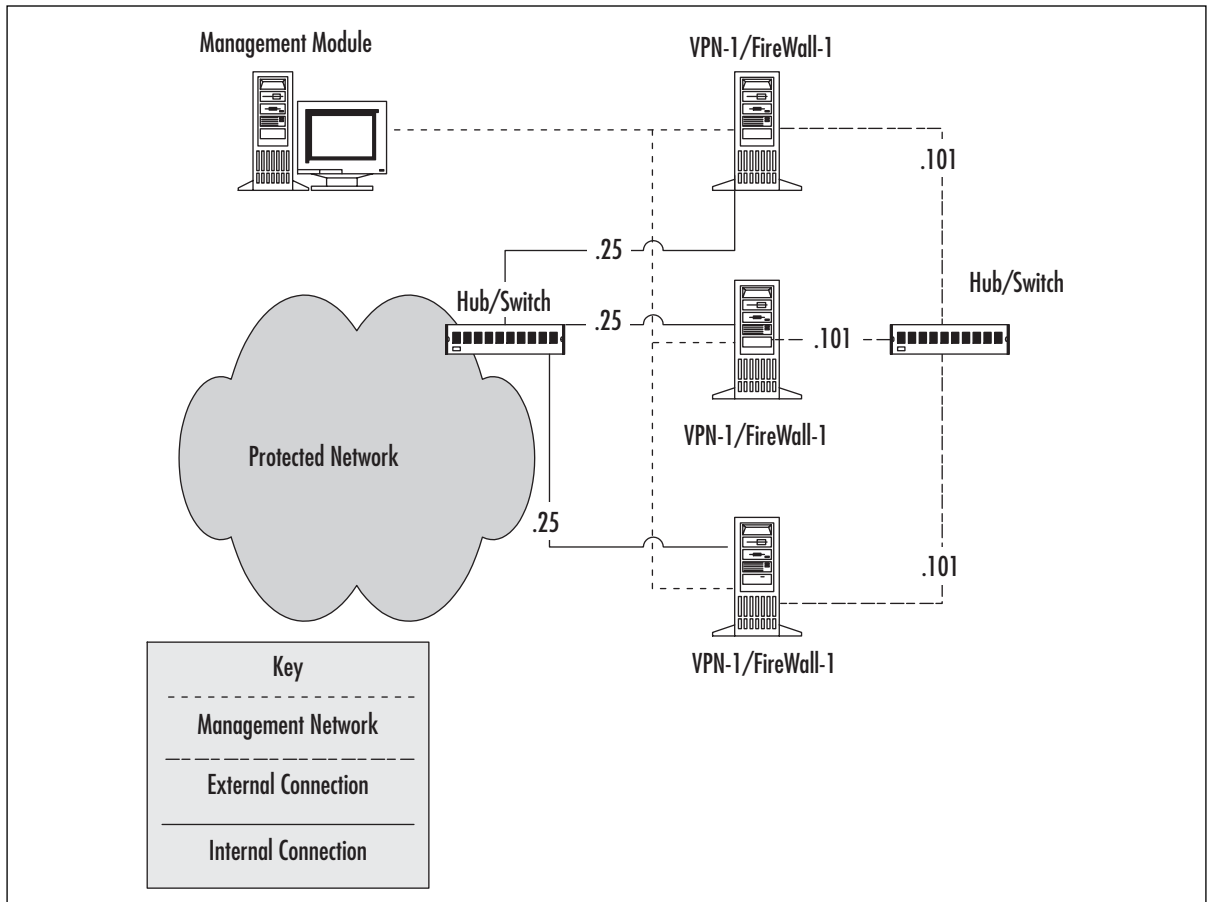 Management Module
VPN-1/FireWall-1
.101
.25
Hub/Switch
Hub/Switch
.25
.101
VPN-1/FireWall-1
Protected Network
.25
.101
VPN-1/FireWall-1
Key
Management Network
External Connection
Internal Connection